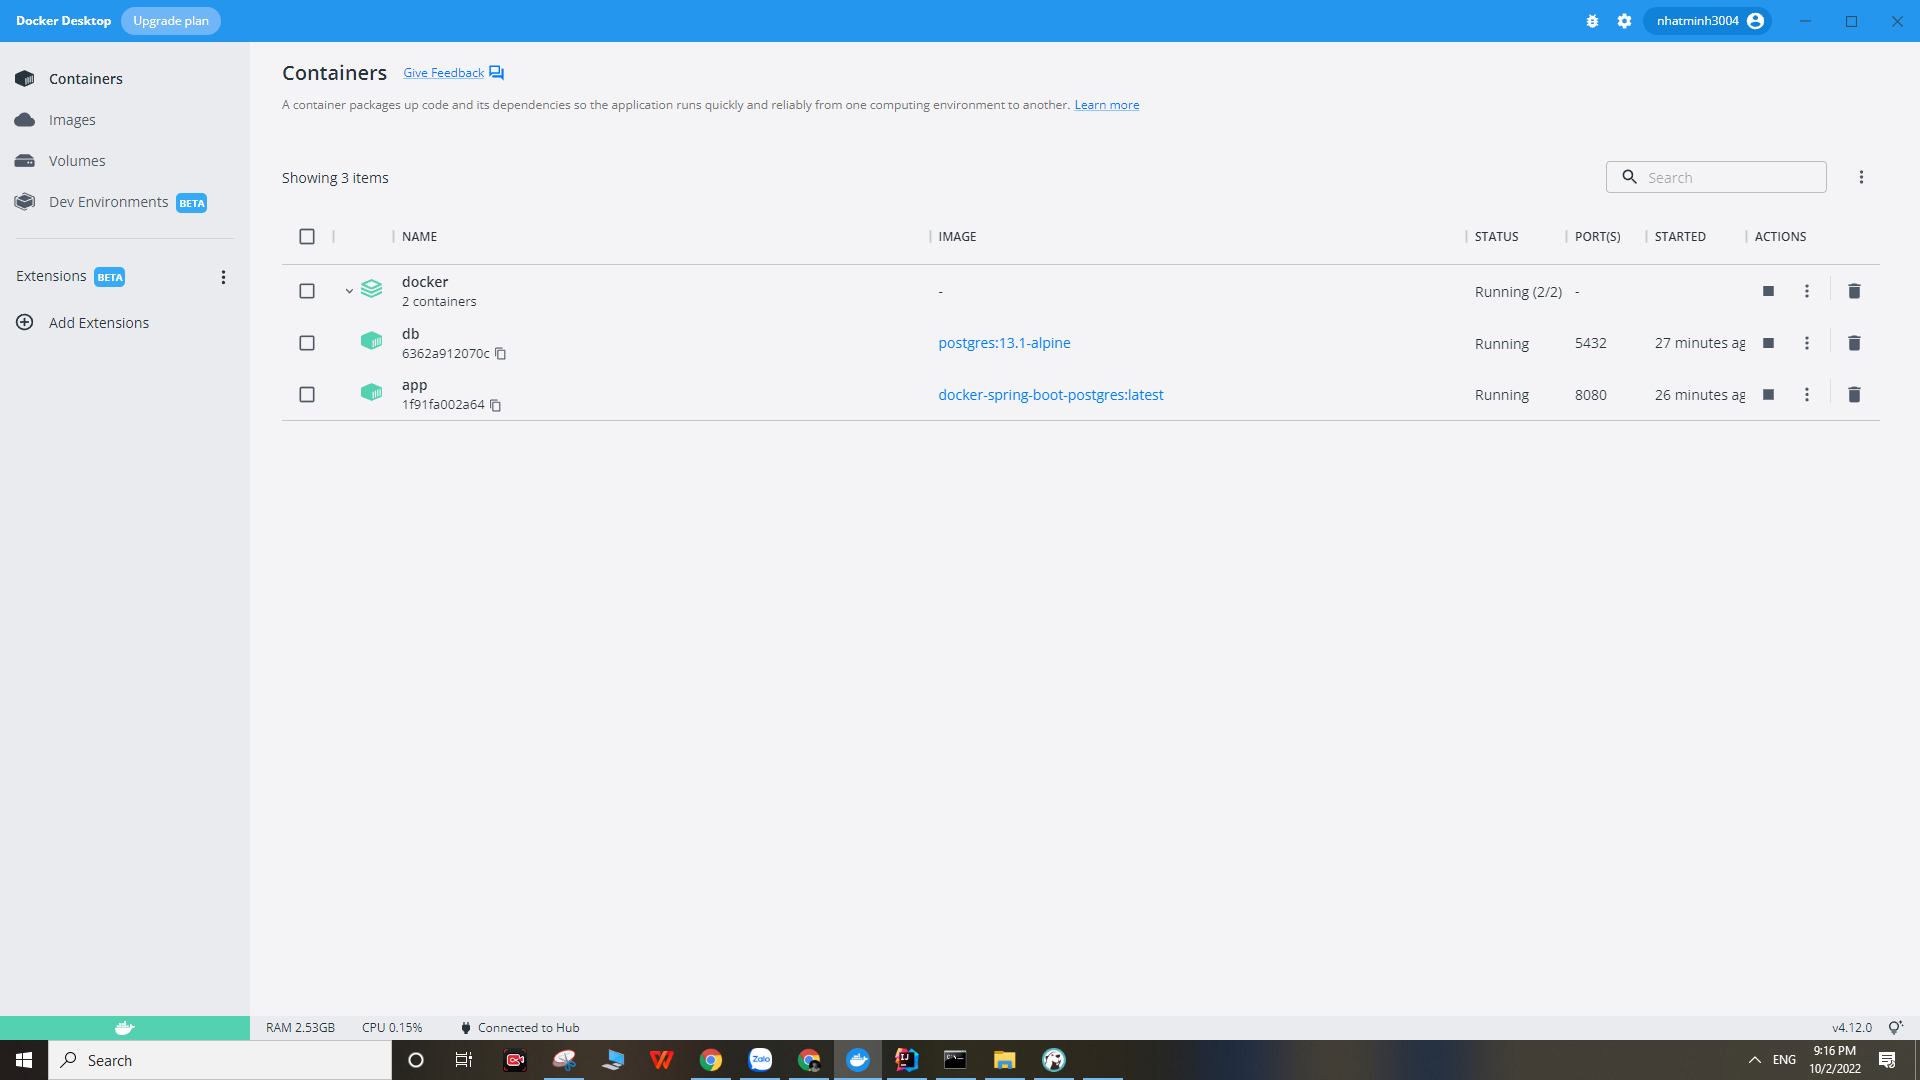 Docker Desktop Upgrade plan nhatminh3004
Containers
Images
Volumes
Dev Environments BETA
Extensions BETA
Add Extensions
Containers Give Feedback
A container packages up code and its dependencies so the application runs quickly and reliably from one computing environment to another. Learn more
Showing 3 items Search
NAME IMAGE STATUS PORT(S) STARTED ACTIONS
docker
2 containers - Running (2/2) -
db
6362a912070c postgres:13.1-alpine Running 5432 27 minutes ag
app
1f91fa002a64 docker-spring-boot-postgres:latest Running 8080 26 minutes ag
RAM 2.53GB CPU 0.15% Connected to Hub v4.12.0
Search Zalo ENG 9:16 PM
10/2/2022